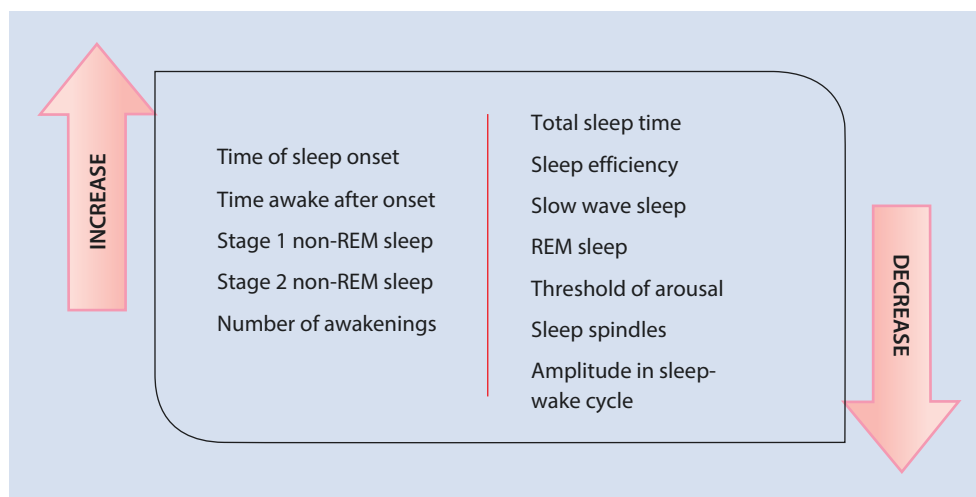 INCREASE
Time of sleep onset
Time awake after onset
Stage 1 non-REM sleep
Stage 2 non-REM sleep
Number of awakenings
Total sleep time
Sleep efficiency
Slow wave sleep
REM sleep
Threshold of arousal
Sleep spindles
Amplitude in sleep-
wake cycle
DECREASE